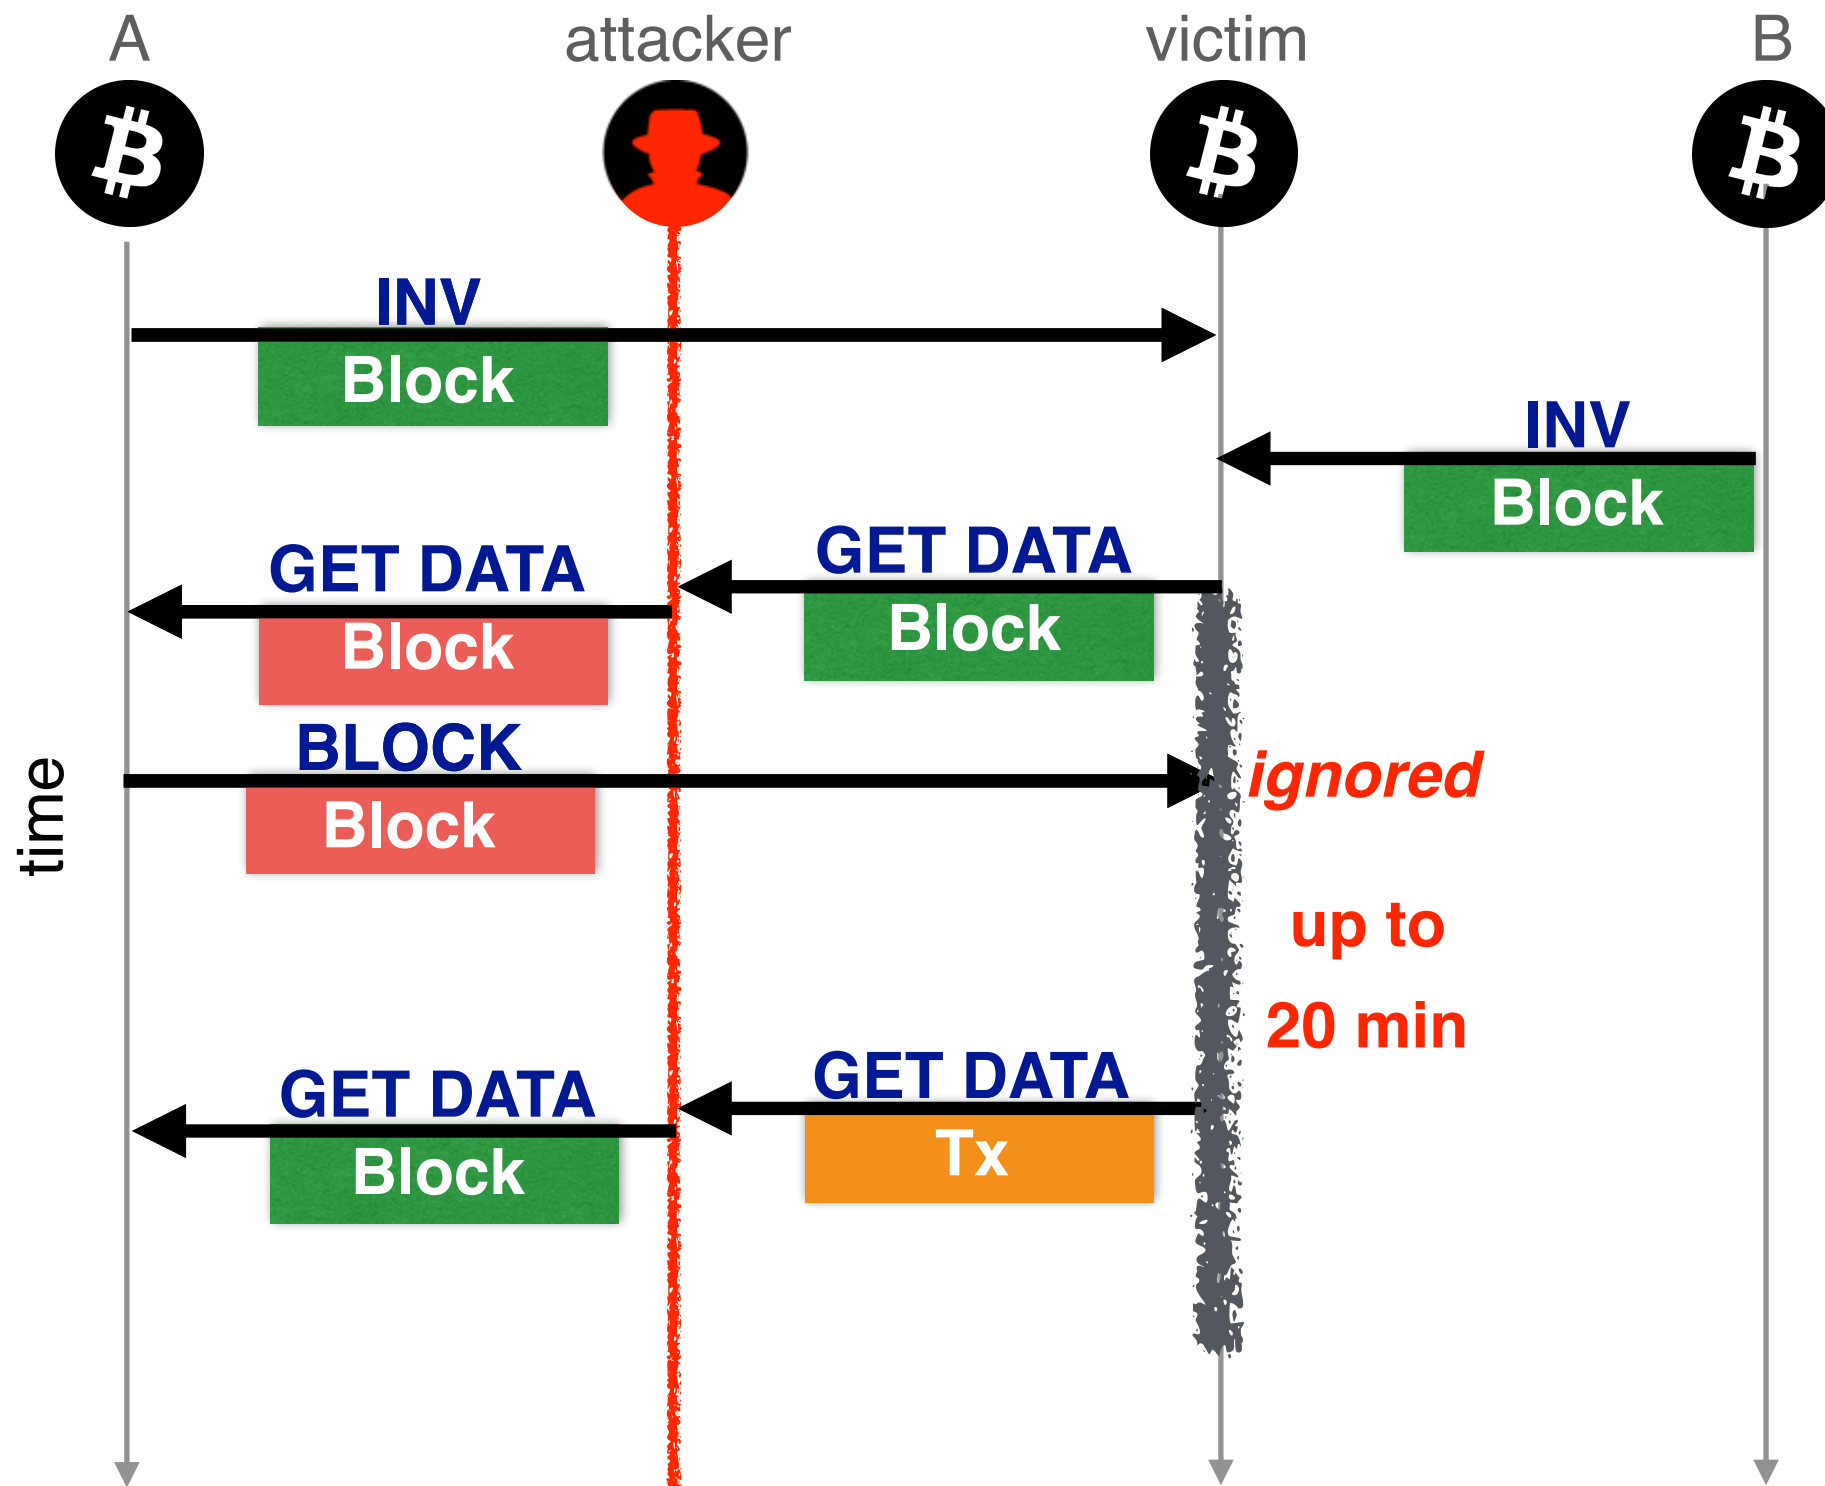 A
attacker
victim
B
INV
Block
INV
Block
GET DATA
Block
GET DATA
Block
BLOCK
Block
ignored
time
up to
20 min
GET DATA
Tx
GET DATA
Block